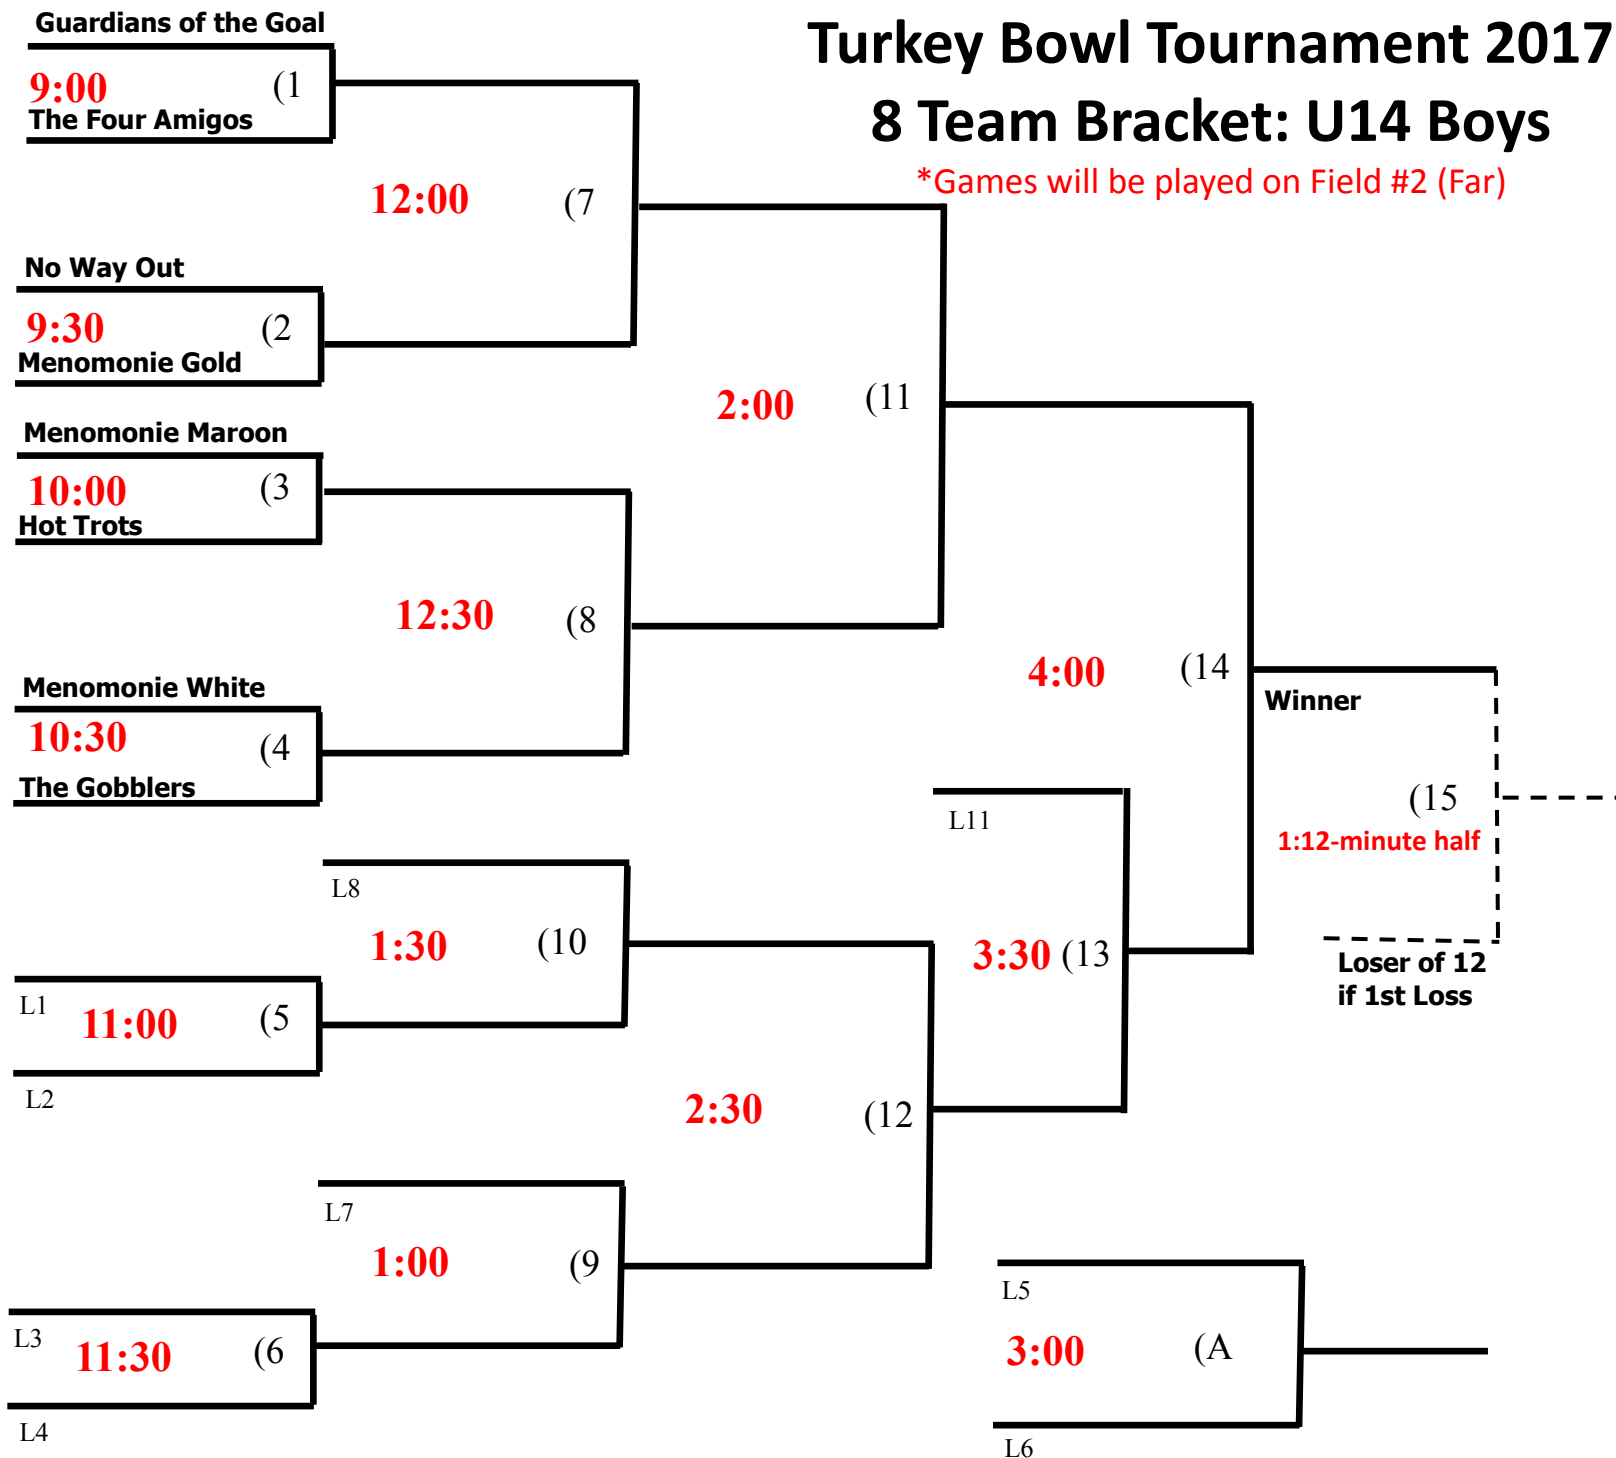 Turkey Bowl Tournament 2017
8 Team Bracket: U14 Boys
*Games will be played on Field #2 (Far)
Guardians of the Goal
9:00 (1
The Four Amigos
12:00 (7
No Way Out
9:30 (2
Menomonie Gold
2:00 (11
Menomonie Maroon
10:00 (3
Hot Trots
12:30 (8
4:00 (14
Menomonie White
10:30 (4
The Gobblers
Winner
(15
1:12-minute half
Loser of 12
if 1st Loss
L11
3:30 (13
L8
1:30 (10
L1
11:00 (5
L2
2:30 (12
L7
1:00 (9
L3
11:30 (6
L4
L5
3:00 (A
L6